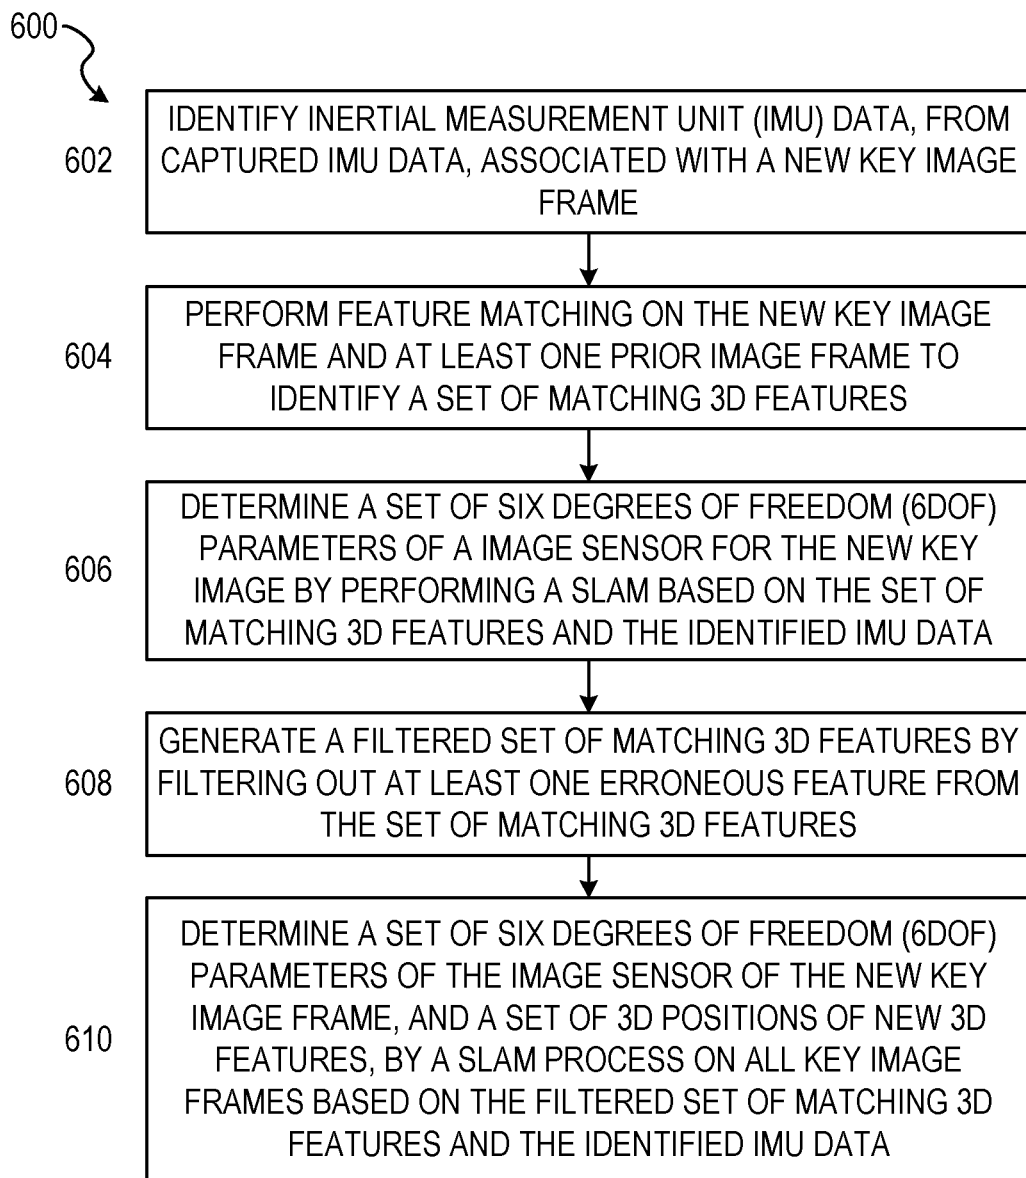 600
602
IDENTIFY INERTIAL MEASUREMENT UNIT (IMU) DATA, FROM
CAPTURED IMU DATA, ASSOCIATED WITH A NEW KEY IMAGE
FRAME
604
PERFORM FEATURE MATCHING ON THE NEW KEY IMAGE
FRAME AND AT LEAST ONE PRIOR IMAGE FRAME TO
IDENTIFY A SET OF MATCHING 3D FEATURES
606
DETERMINE A SET OF SIX DEGREES OF FREEDOM (6DOF)
PARAMETERS OF A IMAGE SENSOR FOR THE NEW KEY
IMAGE BY PERFORMING A SLAM BASED ON THE SET OF
MATCHING 3D FEATURES AND THE IDENTIFIED IMU DATA
608
GENERATE A FILTERED SET OF MATCHING 3D FEATURES BY
FILTERING OUT AT LEAST ONE ERRONEOUS FEATURE FROM
THE SET OF MATCHING 3D FEATURES
610
DETERMINE A SET OF SIX DEGREES OF FREEDOM (6DOF)
PARAMETERS OF THE IMAGE SENSOR OF THE NEW KEY
IMAGE FRAME, AND A SET OF 3D POSITIONS OF NEW 3D
FEATURES, BY A SLAM PROCESS ON ALL KEY IMAGE
FRAMES BASED ON THE FILTERED SET OF MATCHING 3D
FEATURES AND THE IDENTIFIED IMU DATA